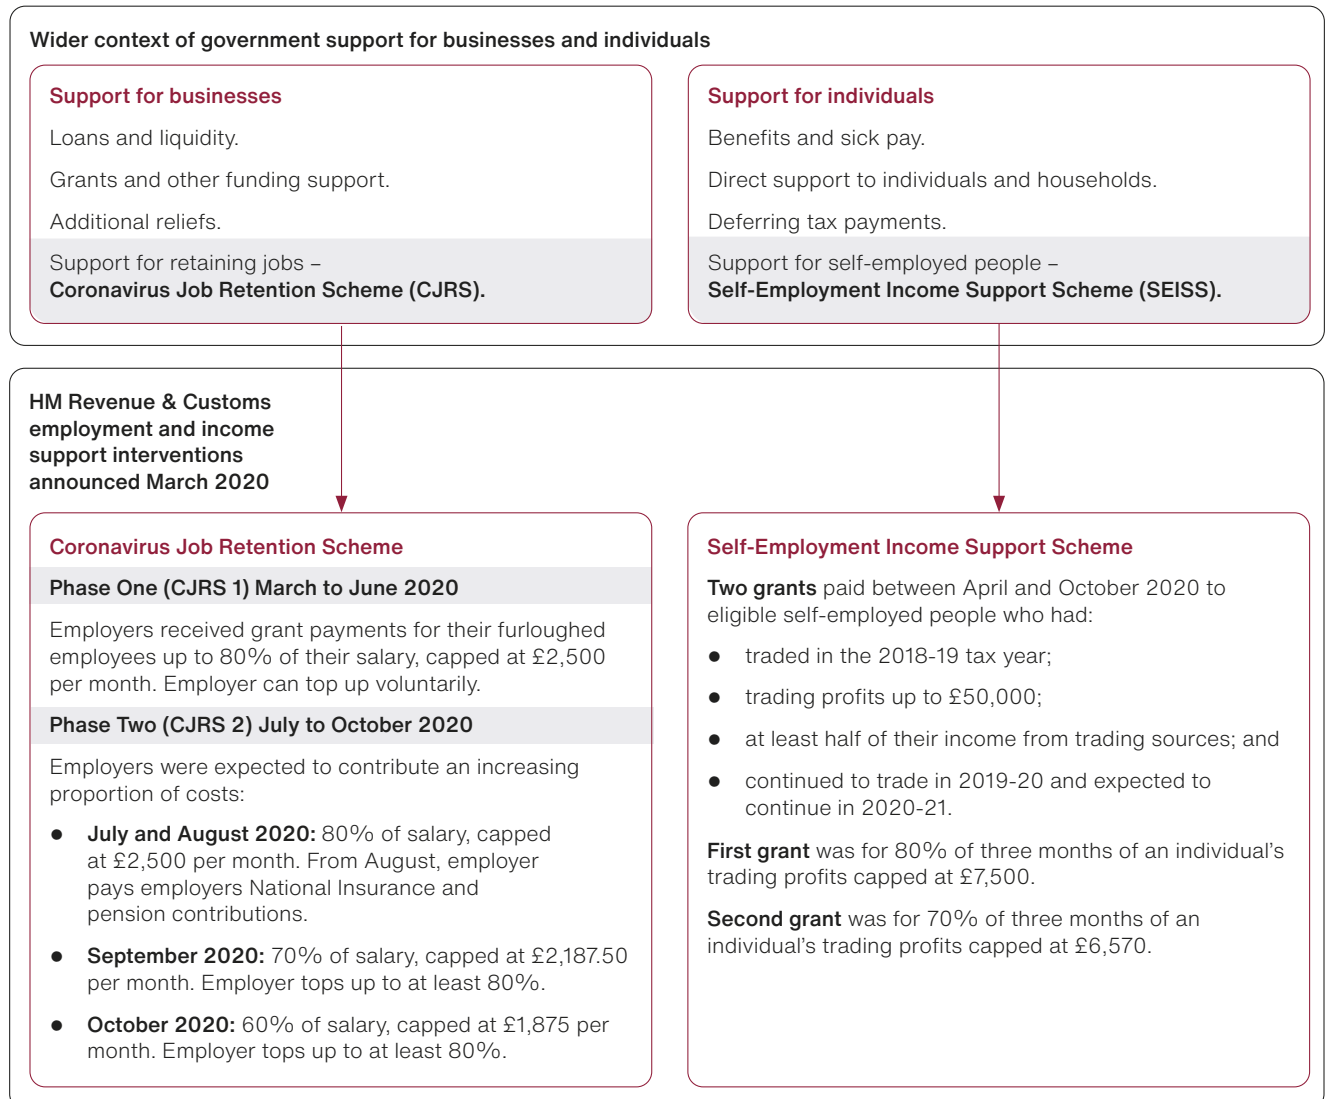 Wider context of government support for businesses and individuals
Support for businesses
Loans and liquidity.
Grants and other funding support.
Additional reliefs.
Support for retaining jobs –
Coronavirus Job Retention Scheme (CJRS).
Support for individuals
Benefits and sick pay.
Direct support to individuals and households.
Deferring tax payments.
Support for self-employed people –
Self-Employment Income Support Scheme (SEISS).
HM Revenue & Customs
employment and income
support interventions
announced March 2020
Coronavirus Job Retention Scheme
Phase One (CJRS 1) March to June 2020
Employers received grant payments for their furloughed
employees up to 80% of their salary, capped at £2,500
per month. Employer can top up voluntarily.
Phase Two (CJRS 2) July to October 2020
Employers were expected to contribute an increasing
proportion of costs:
● July and August 2020: 80% of salary, capped
at £2,500 per month. From August, employer
pays employers National Insurance and
pension contributions.
● September 2020: 70% of salary, capped at £2,187.50
per month. Employer tops up to at least 80%.
● October 2020: 60% of salary, capped at £1,875 per
month. Employer tops up to at least 80%.
Self-Employment Income Support Scheme
Two grants paid between April and October 2020 to
eligible self-employed people who had:
● traded in the 2018-19 tax year;
● trading profits up to £50,000;
● at least half of their income from trading sources; and
● continued to trade in 2019-20 and expected to
continue in 2020-21.
First grant was for 80% of three months of an individual’s
trading profits capped at £7,500.
Second grant was for 70% of three months of an
individual’s trading profits capped at £6,570.